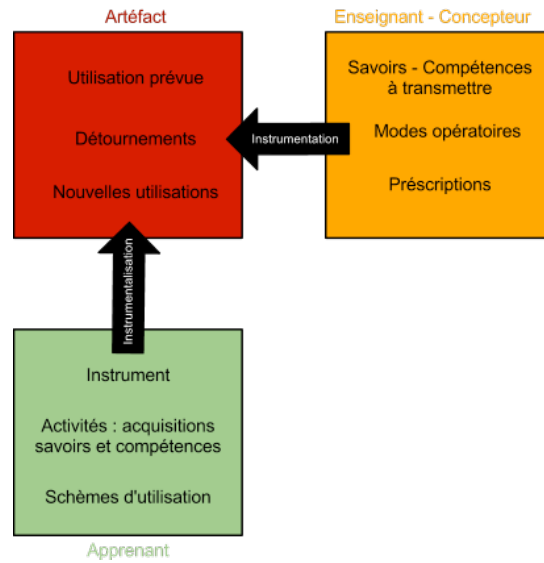 Artéfact
Utilisation prévue
Détournements
Nouvelles utilisations
Enseignant - Concepteur
Savoirs - Compétences
à transmettre
Modes opératoires
Préscriptions
Instrumentation
Instrumentalisation
Instrument
Activités : acquisitions
savoirs et compétences
Schèmes d'utilisation
Apprenant